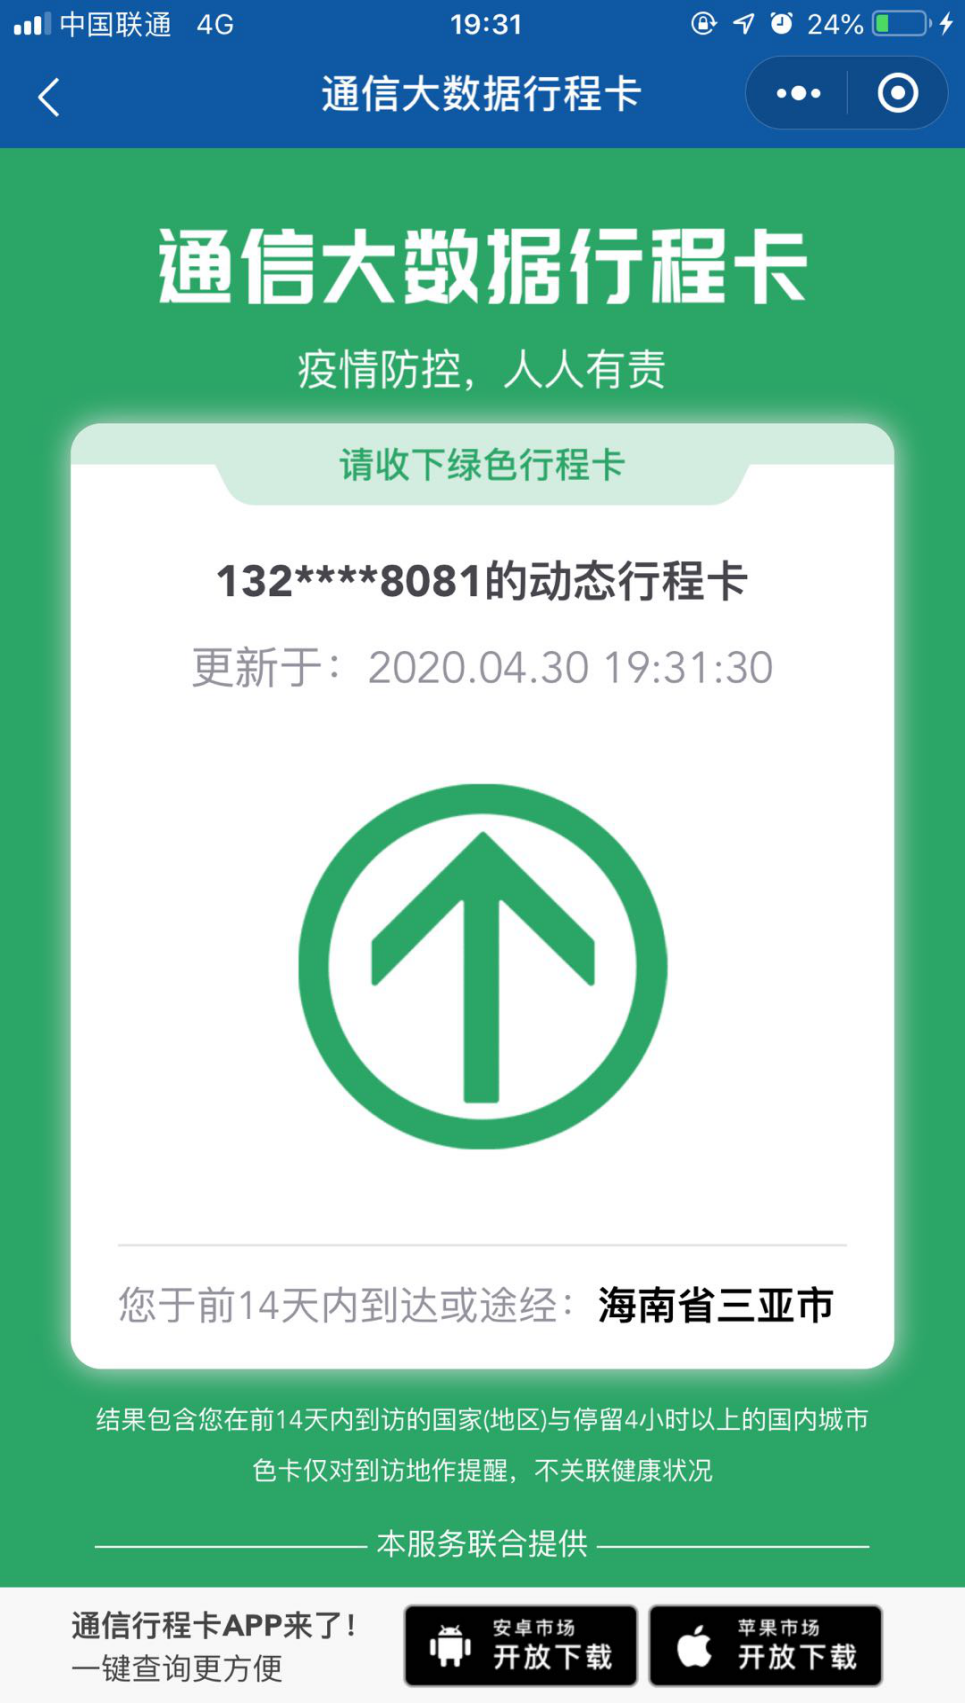 中国联通 4G 19:31 24%
通信大数据行程卡
通信大数据行程卡
疫情防控，人人有责
请收下绿色行程卡
132****8081的动态行程卡
更新于：2020.04.30 19:31:30
您于前14天内到达或途经：海南省三亚市
结果包含您在前14天内到访的国家(地区)与停留4小时以上的国内城市
色卡仅对到访地作提醒，不关联健康状况
本服务联合提供
通信行程卡APP来了！
一键查询更方便
安卓市场
开放下载
苹果市场
开放下载